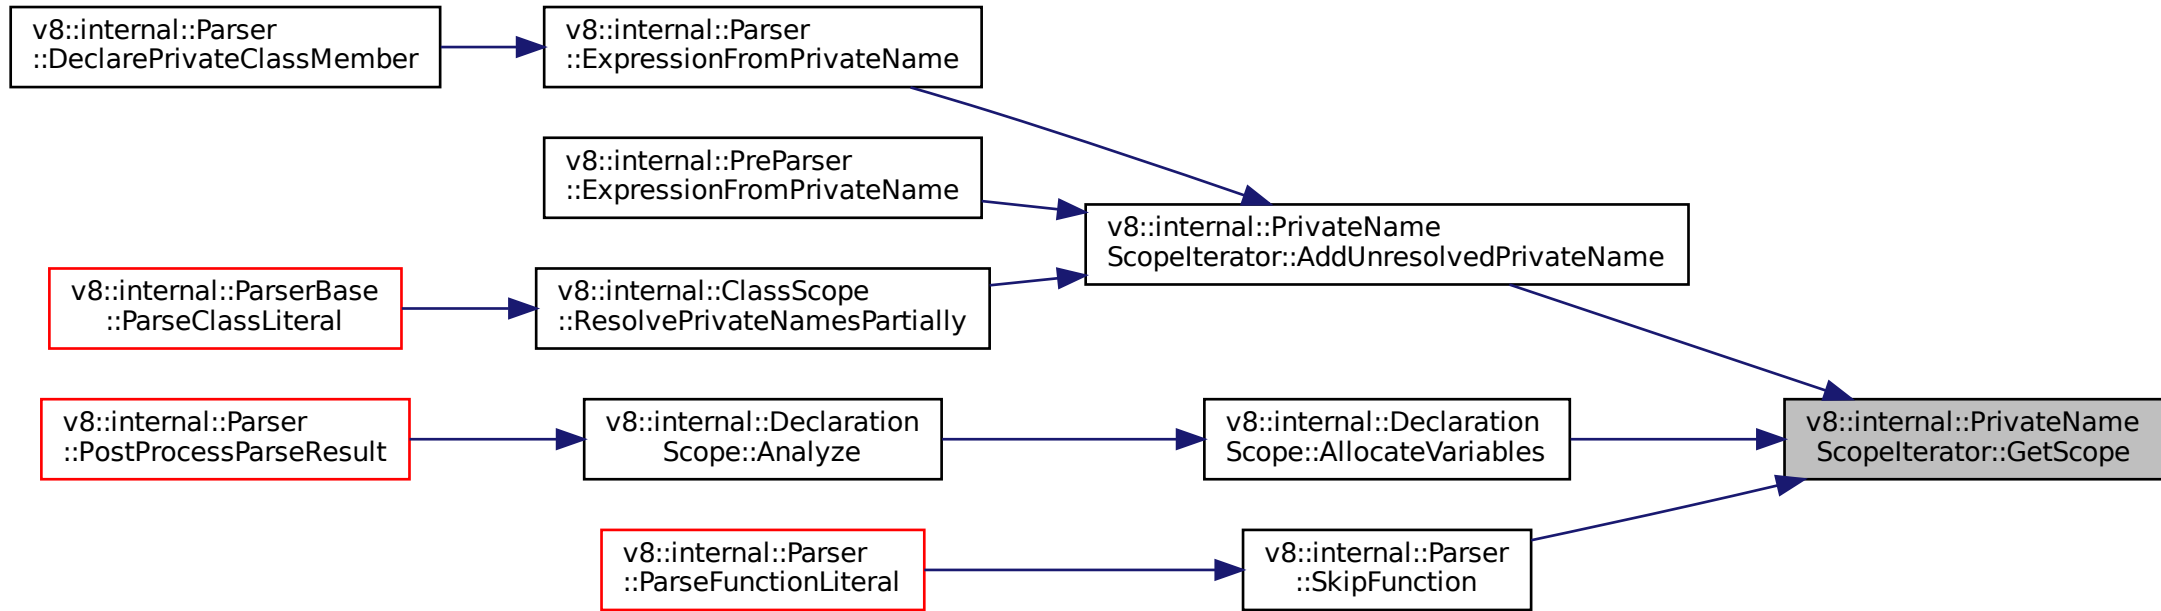 v8::internal::Parser
::DeclarePrivateClassMember
v8::internal::Parser
::ExpressionFromPrivateName
v8::internal::PreParser
::ExpressionFromPrivateName
v8::internal::PrivateName
ScopeIterator::AddUnresolvedPrivateName
v8::internal::ParserBase
::ParseClassLiteral
v8::internal::ClassScope
::ResolvePrivateNamesPartially
v8::internal::Parser
::PostProcessParseResult
v8::internal::Declaration
Scope::Analyze
v8::internal::Declaration
Scope::AllocateVariables
v8::internal::PrivateName
ScopeIterator::GetScope
v8::internal::Parser
::ParseFunctionLiteral
v8::internal::Parser
::SkipFunction